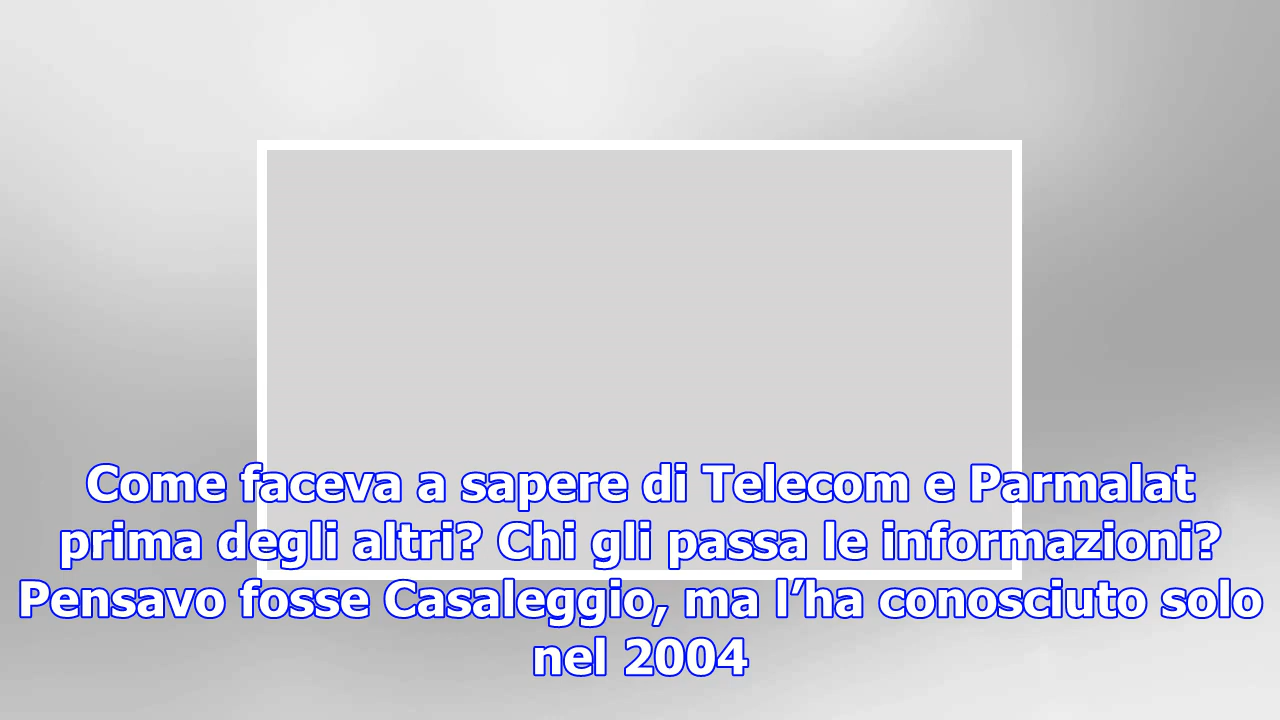 Come faceva a sapere di Telecom e Parmalat
prima degli altri? Chi gli passa le informazioni?
Pensavo fosse Casaleggio, ma l’ha conosciuto solo
nel 2004